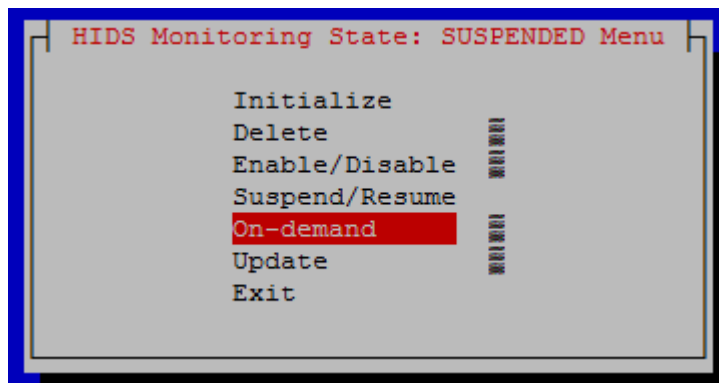 HIDS Monitoring State: SUSPENDED Menu
Initialize
Delete
Enable/Disable
Suspend/Resume
On-demand
Update
Exit